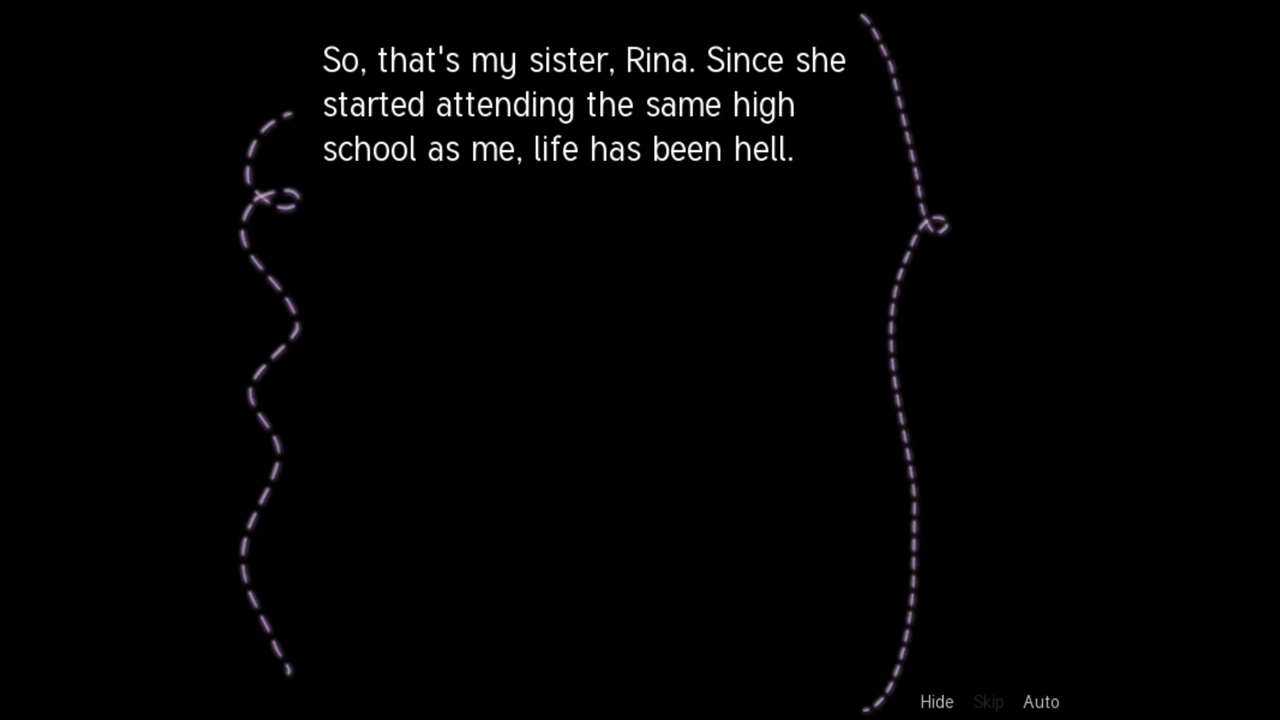 So, that's my sister, Rina. Since she
started attending the same high
school as me, life has been hell.
Hide Skip Auto